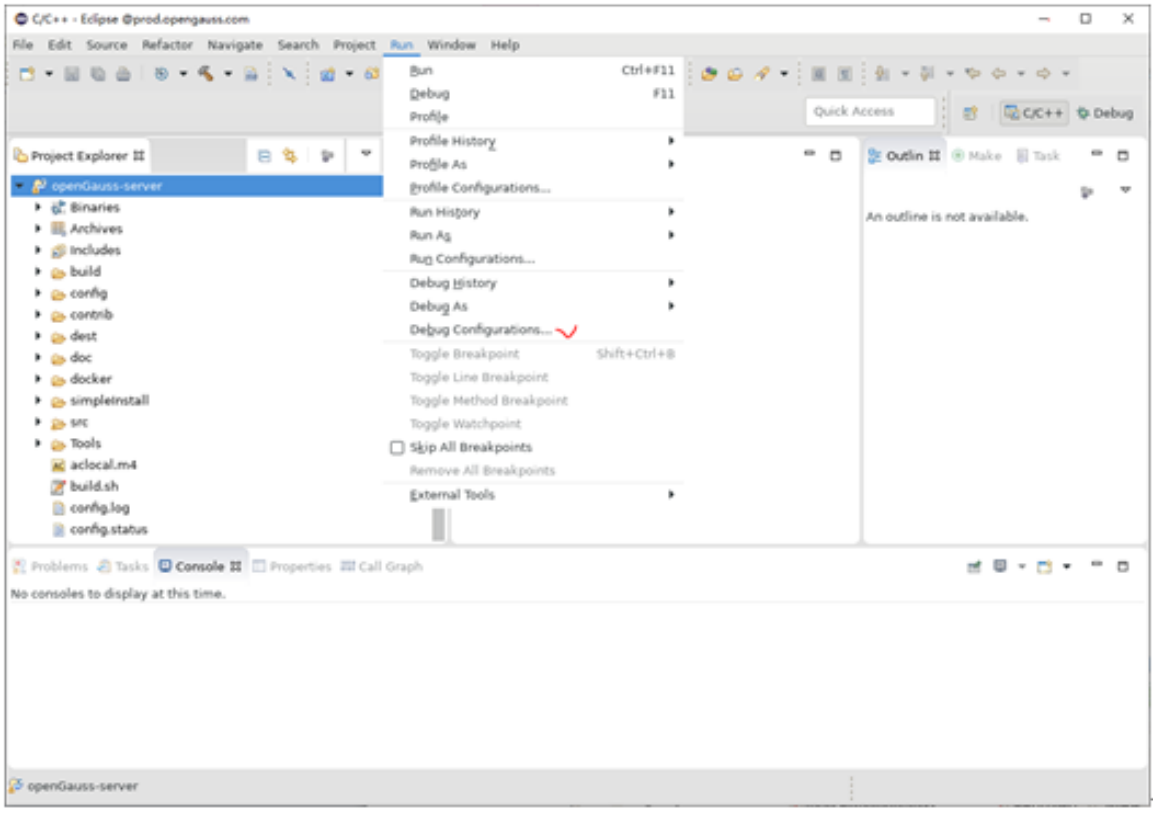 C/C++ - Eclipse @prod.opengauss.com
File Edit Source Refactor Navigate Search Project Run Window Help
Run Ctrl+F11
Debug F11
Profile
Profile History
Profile As
Profile Configurations...
Run History
Run As
Run Configurations...
Debug History
Debug As
Debug Configurations...
Toggle Breakpoint Shift+Ctrl+B
Toggle Line Breakpoint
Toggle Method Breakpoint
Toggle Watchpoint
Skip All Breakpoints
Remove All Breakpoints
External Tools
Quick Access
C/C++ Debug
Project Explorer
openGauss-server
Binaries
Archives
Includes
build
config
contrib
dest
doc
docker
simpleInstall
src
Tools
aclocal.m4
build.sh
config.log
config.status
Outlin Make Task
An outline is not available.
Problems Tasks Console Properties Call Graph
No consoles to display at this time.
openGauss-server